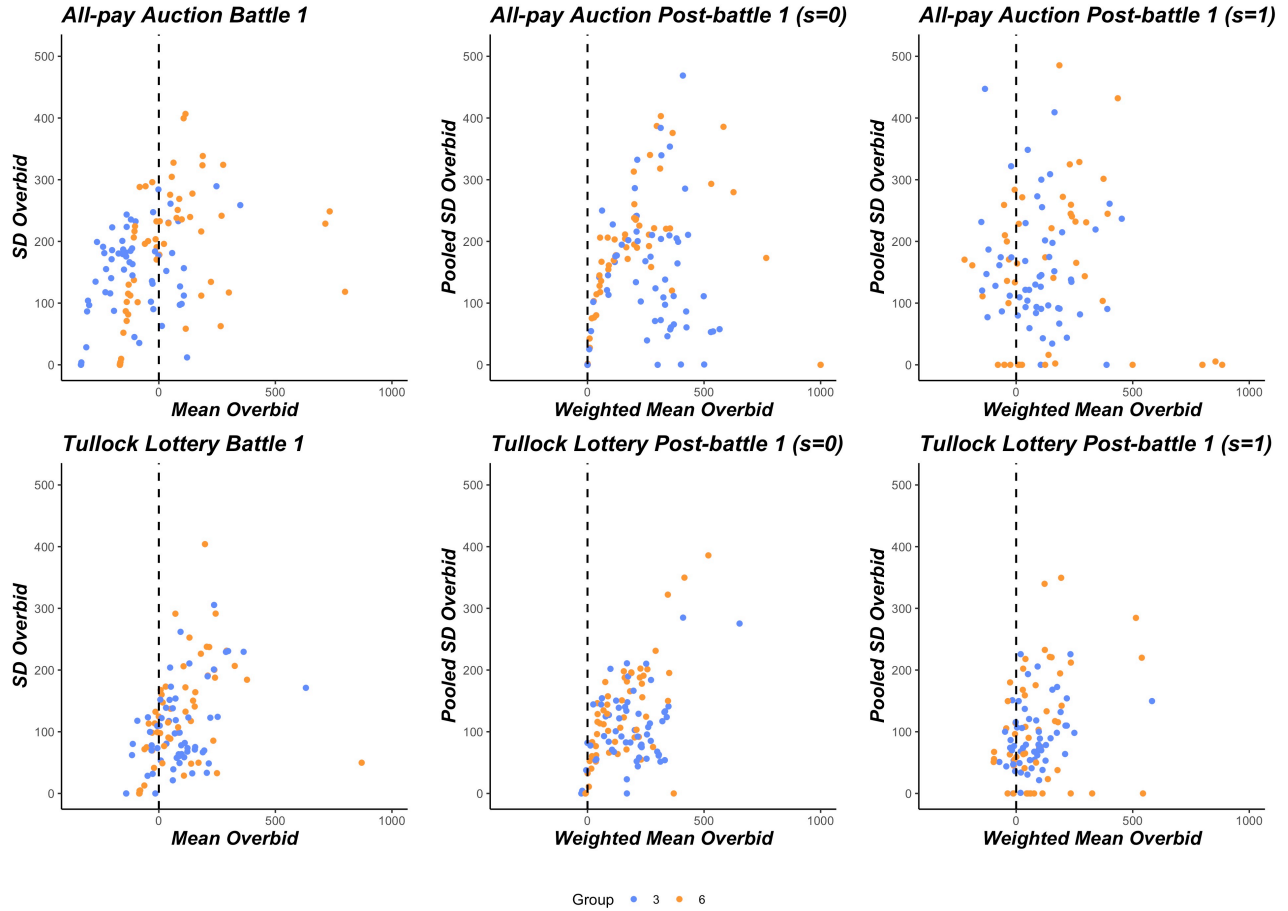 All-pay Auction Battle 1
All-pay Auction Post-battle 1 (s=0)
All-pay Auction Post-battle 1 (s=1)
SD Overbid
500
400
300
200
100
0
0
500
1000
Mean Overbid
Pooled SD Overbid
500
400
300
200
100
0
0
500
1000
Weighted Mean Overbid
Pooled SD Overbid
500
400
300
200
100
0
0
500
1000
Weighted Mean Overbid
Tullock Lottery Battle 1
Tullock Lottery Post-battle 1 (s=0)
Tullock Lottery Post-battle 1 (s=1)
SD Overbid
500
400
300
200
100
0
0
500
1000
Mean Overbid
Pooled SD Overbid
500
400
300
200
100
0
0
500
1000
Weighted Mean Overbid
Pooled SD Overbid
500
400
300
200
100
0
0
500
1000
Weighted Mean Overbid
Group 3 6